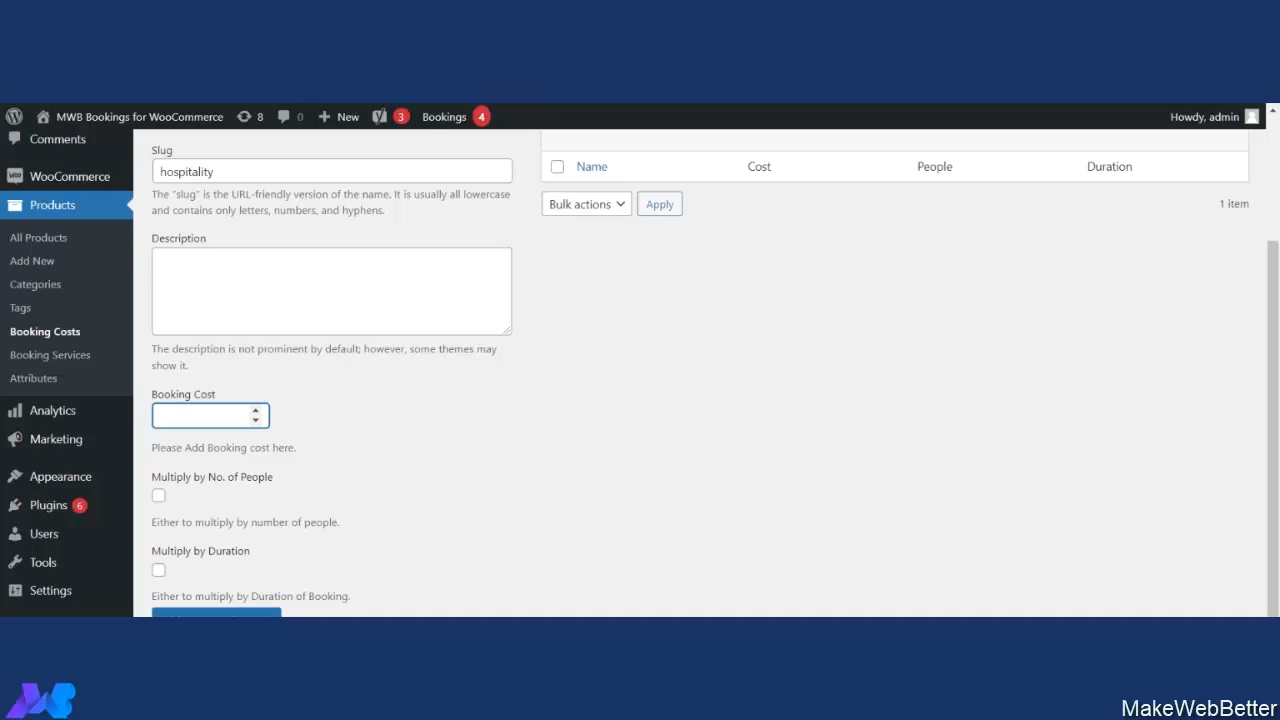 MWB Bookings for WooCommerce 8 0 New 3 Bookings 4 Howdy, admin
Comments
WooCommerce
Products
All Products
Add New
Categories
Tags
Booking Costs
Booking Services
Attributes
Analytics
Marketing
Appearance
Plugins 6
Users
Tools
Settings
Slug
hospitality
The "slug" is the URL-friendly version of the name. It is usually all lowercase
and contains only letters, numbers, and hyphens.
Description
The description is not prominent by default; however, some themes may
show it.
Booking Cost
Please Add Booking cost here.
Multiply by No. of People
Either to multiply by number of people.
Multiply by Duration
Either to multiply by Duration of Booking.
Name Cost People Duration
Bulk actions Apply 1 item
MakeWebBetter